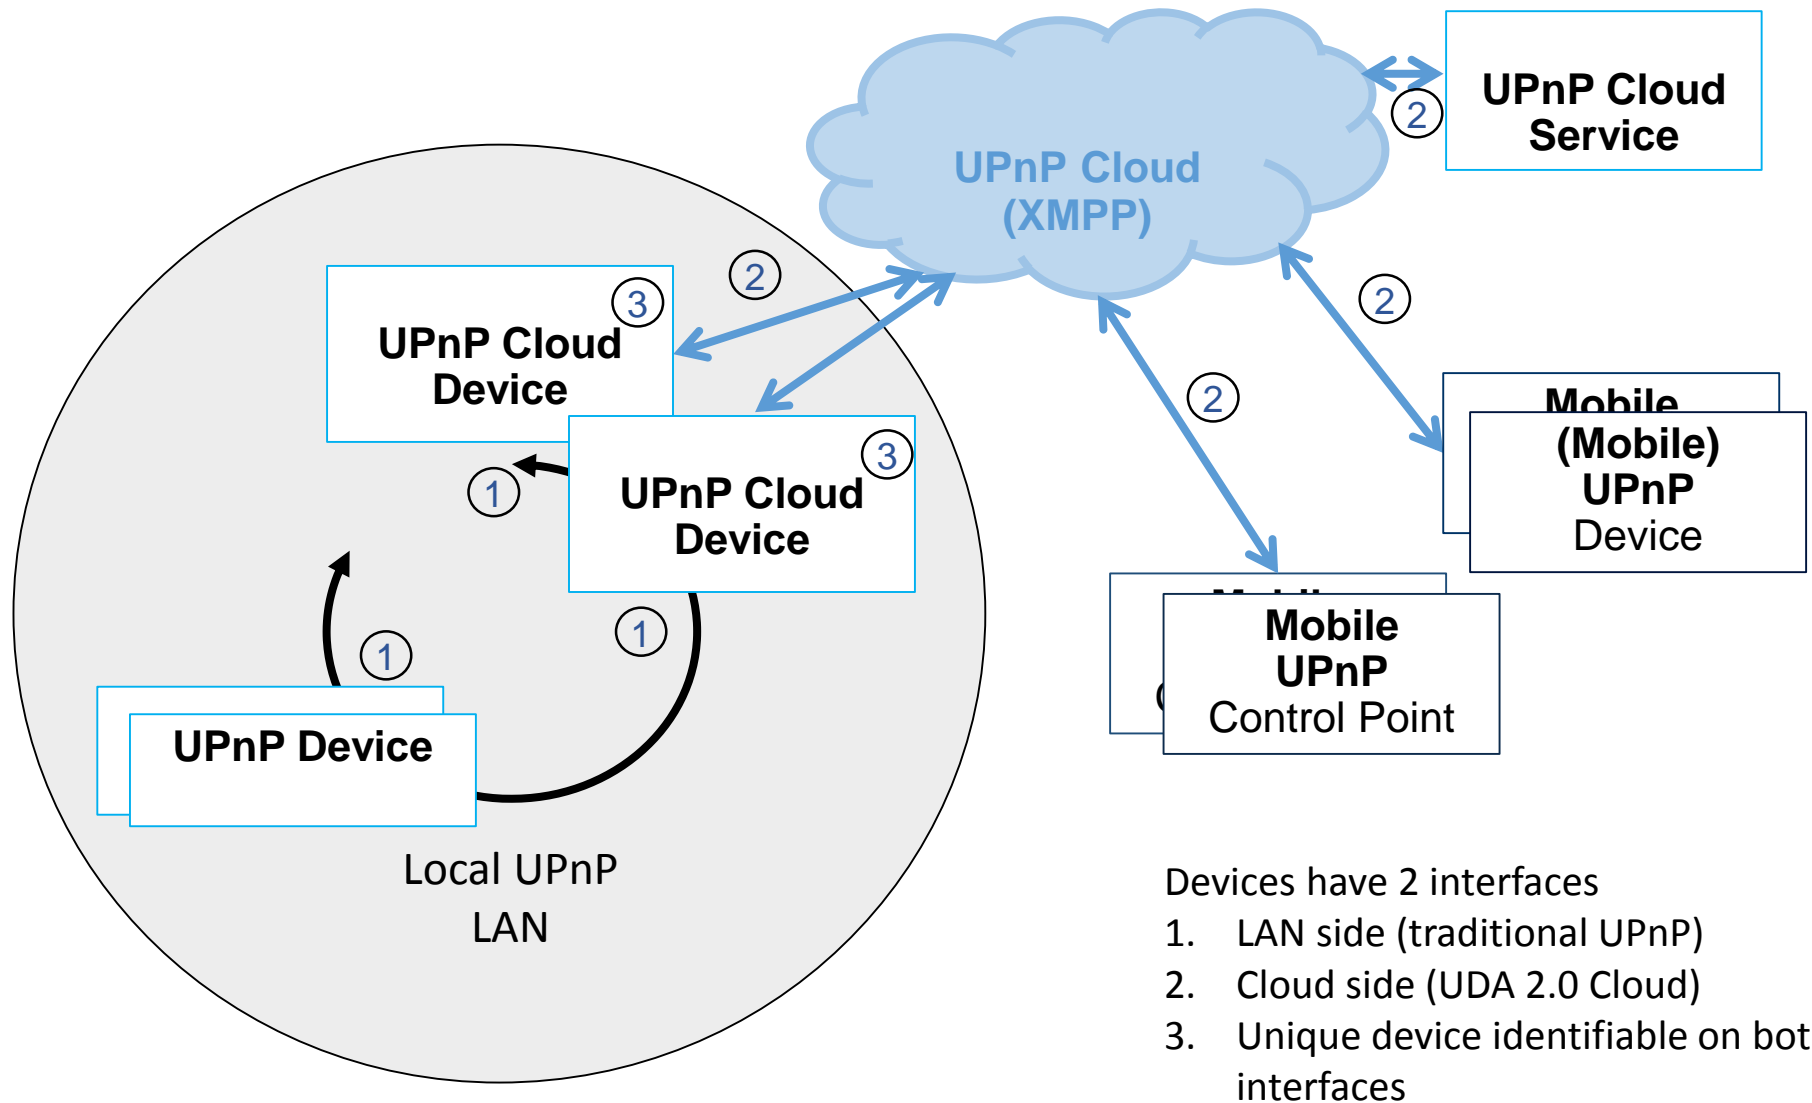 UPnP Cloud
Service
2
UPnP Cloud
(XMPP)
2
3
UPnP Cloud
Device
2
2
Mobile
(Mobile)
UPnP
Device
3
1
UPnP Cloud
Device
1
1
Mobile
UPnP
Control Point
UPnP Device
Local UPnP
LAN
Devices have 2 interfaces
1. LAN side (traditional UPnP)
2. Cloud side (UDA 2.0 Cloud)
3. Unique device identifiable on bot
interfaces